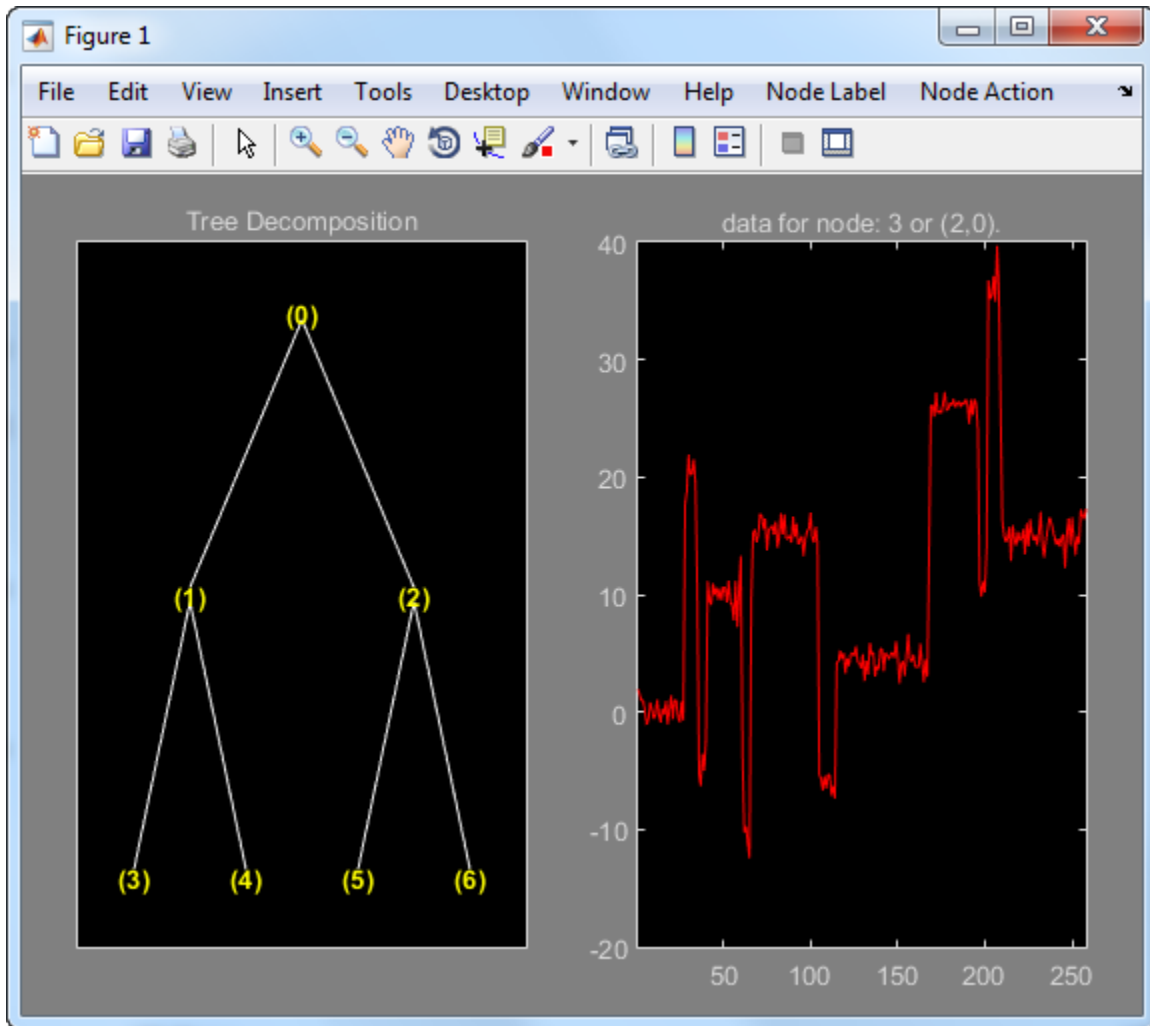 Figure 1
File Edit View Insert Tools Desktop Window Help Node Label Node Action
Tree Decomposition
(0)
(1) (2)
(3) (4) (5) (6)
data for node: 3 or (2,0).
40
30
20
10
0
-10
-20
50 100 150 200 250